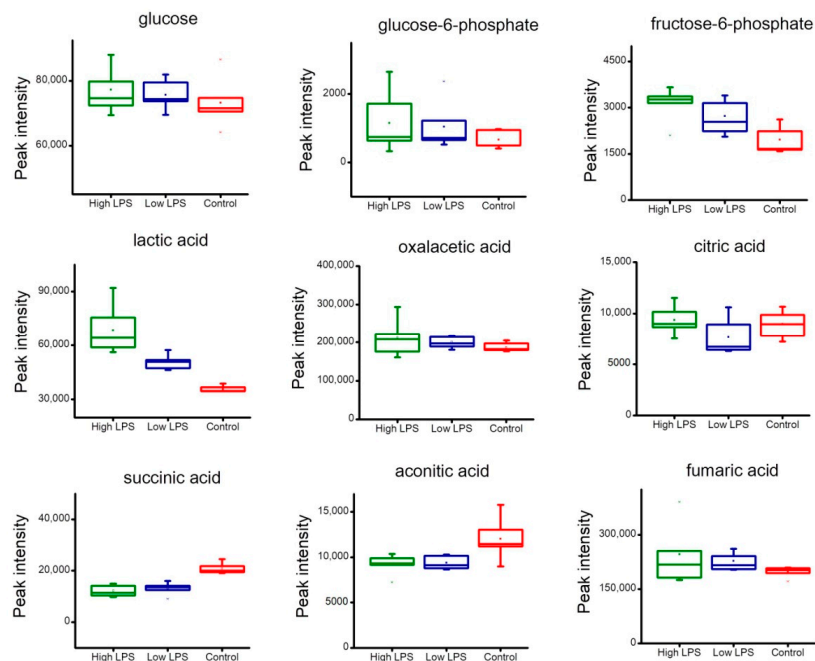 glucose
Peak intensity
80,000
60,000
High LPS Low LPS Control
glucose-6-phosphate
Peak intensity
2000
0
High LPS Low LPS Control
fructose-6-phosphate
Peak intensity
4500
3000
1500
0
High LPS Low LPS Control
lactic acid
Peak intensity
90,000
60,000
30,000
High LPS Low LPS Control
oxalacetic acid
Peak intensity
400,000
300,000
200,000
100,000
0
High LPS Low LPS Control
citric acid
Peak intensity
15,000
10,000
5000
0
High LPS Low LPS Control
succinic acid
Peak intensity
40,000
20,000
0
High LPS Low LPS Control
aconitic acid
Peak intensity
15,000
10,000
5000
0
High LPS Low LPS Control
fumaric acid
Peak intensity
300,000
150,000
0
High LPS Low LPS Control